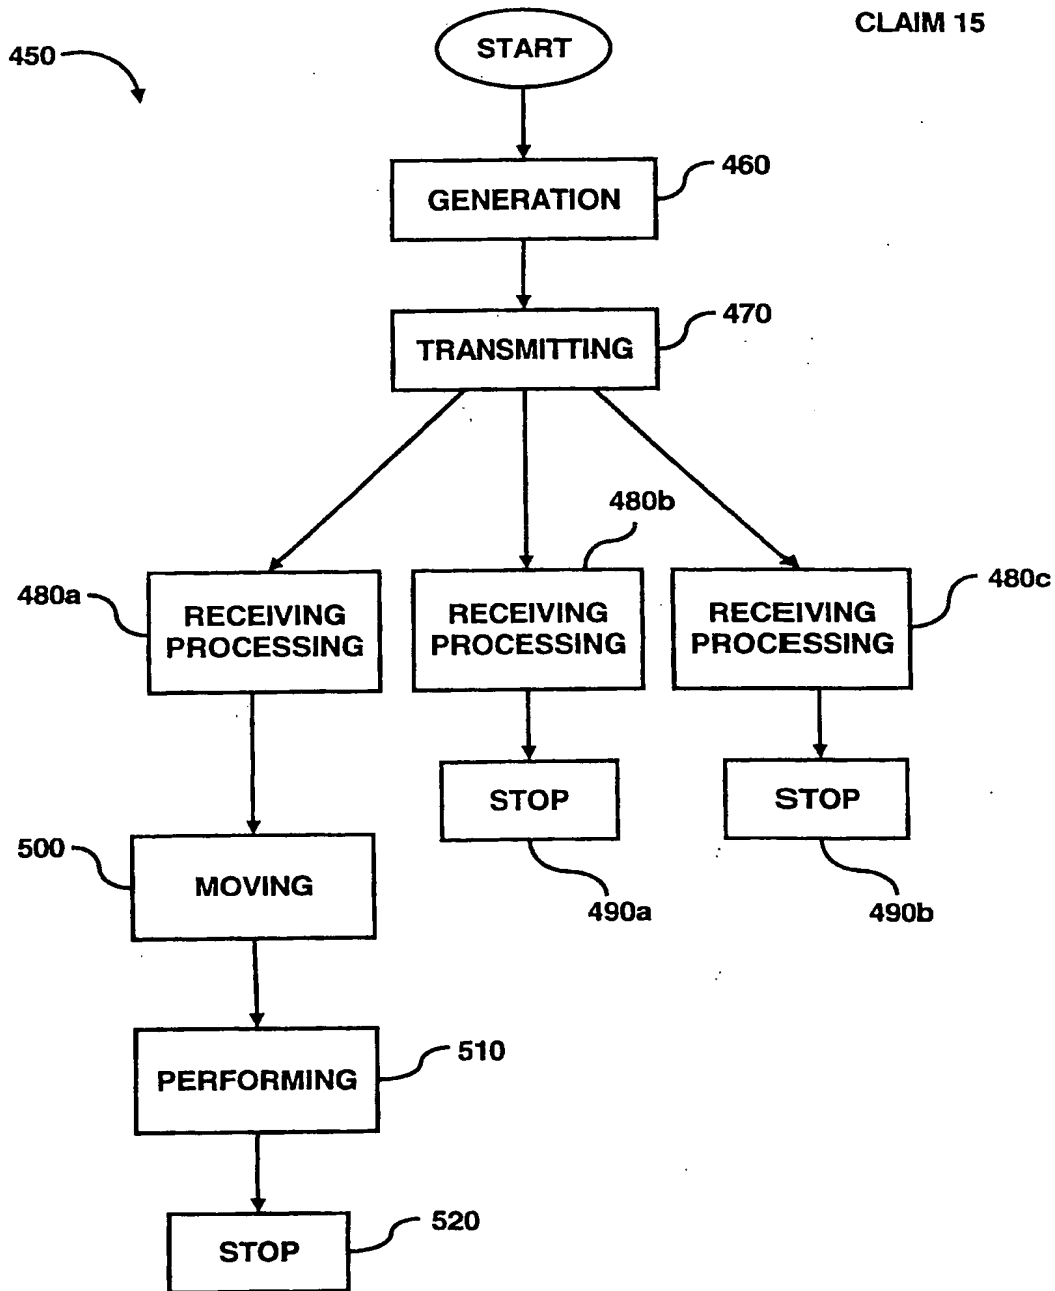 CLAIM 15
450
START
460
GENERATION
470
TRANSMITTING
480b
480a
RECEIVING
PROCESSING
RECEIVING
PROCESSING
480c
RECEIVING
PROCESSING
STOP
STOP
500
MOVING
490a
490b
510
PERFORMING
520
STOP